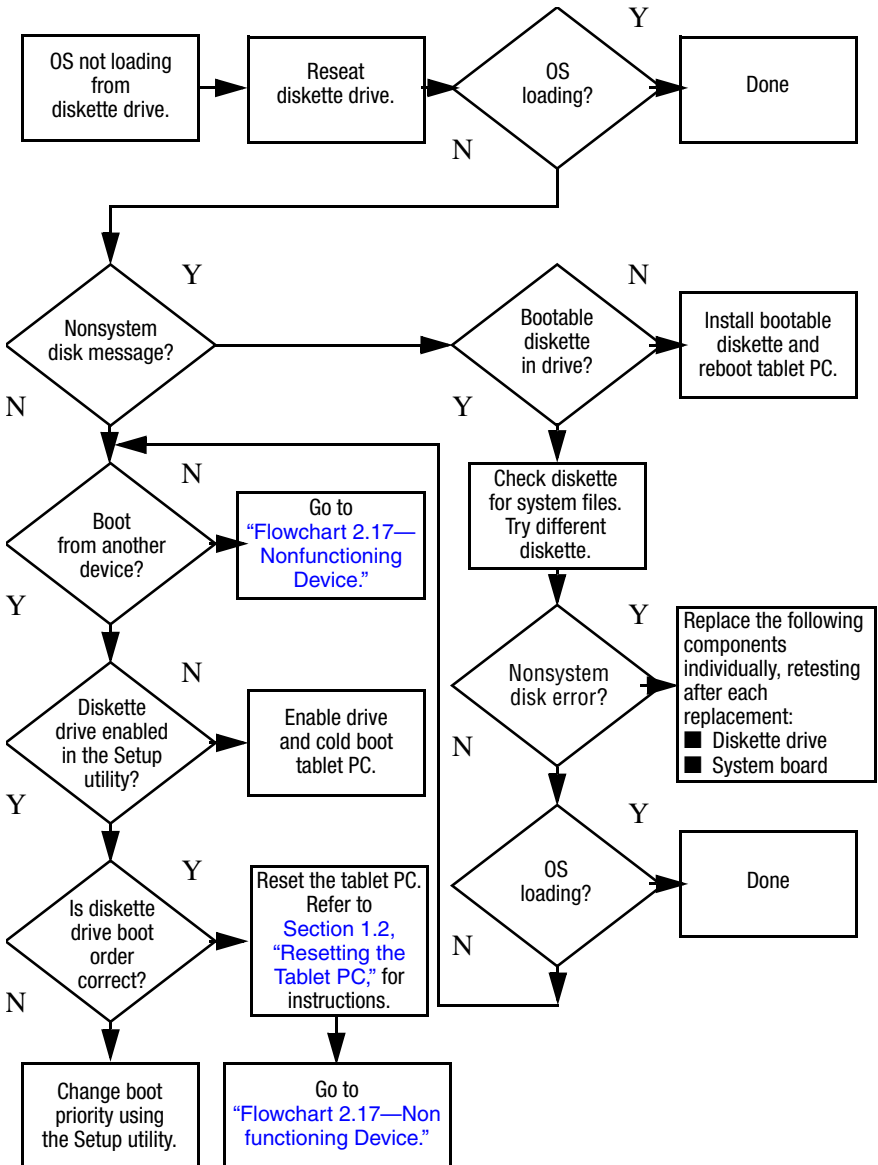 Y
OS not loading
from
diskette drive.
Reseat
diskette drive.
OS
loading?
Done
N
Y
Nonsystem
disk message?
N
N
Bootable
diskette
in drive?
Install bootable
diskette and
reboot tablet PC.
Y
N
Boot
from another
device?
Go to
“Flowchart 2.17—
Nonfunctioning
Device.”
Y
Check diskette
for system files.
Try different
diskette.
Y
Nonsystem
disk error?
Replace the following
components
individually, retesting
after each
replacement:
■ Diskette drive
■ System board
N
N
Diskette
drive enabled
in the Setup
utility?
Enable drive
and cold boot
tablet PC.
Y
Y
OS
loading?
Done
N
Y
Is diskette
drive boot
order
correct?
Reset the tablet PC.
Refer to
Section 1.2,
“Resetting the
Tablet PC,” for
instructions.
N
Change boot
priority using
the Setup utility.
Go to
“Flowchart 2.17—Non
functioning Device.”